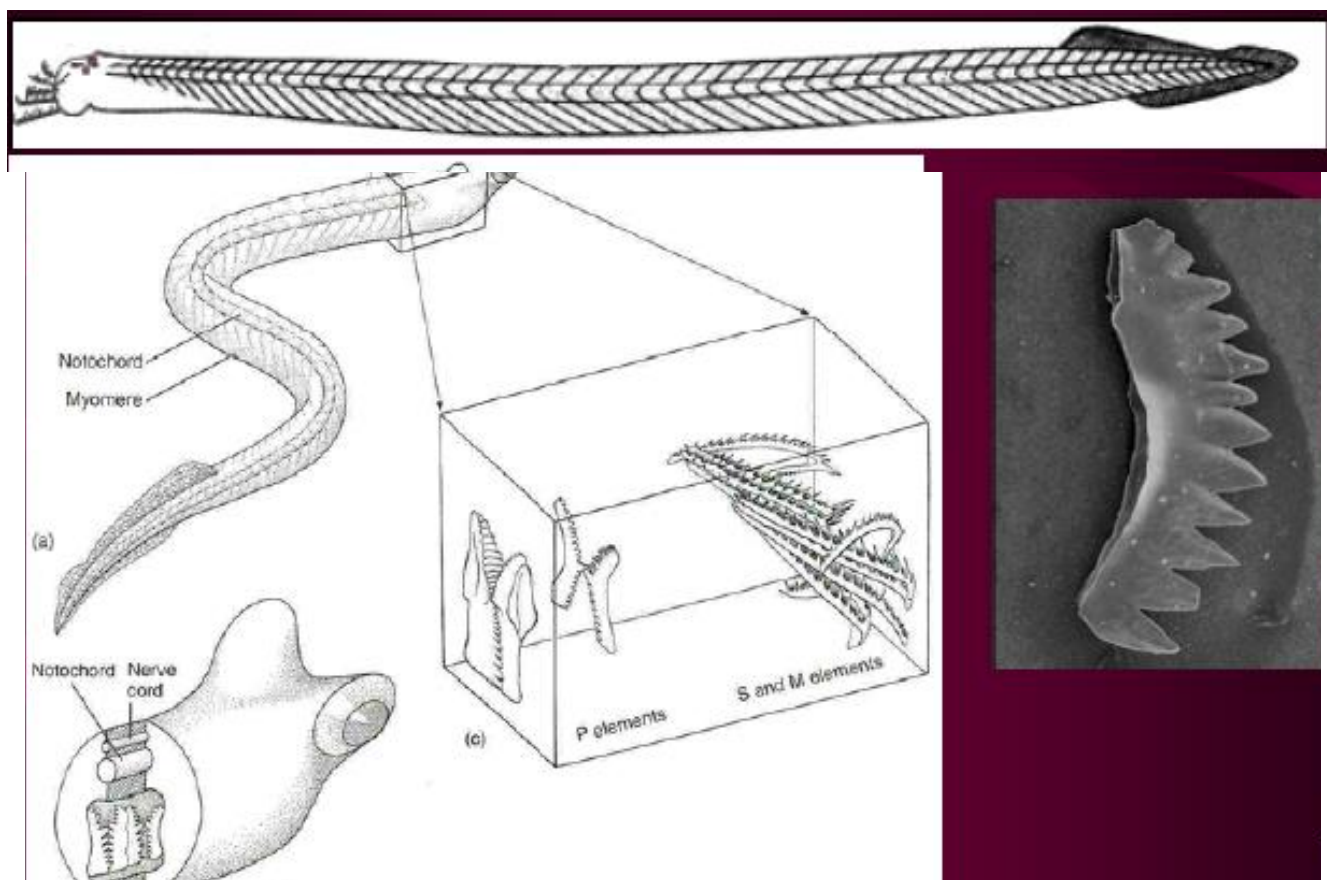 Notochord
Myomere
(a)
Notochord
Nerve
cord
P elements
S and M elements
(c)